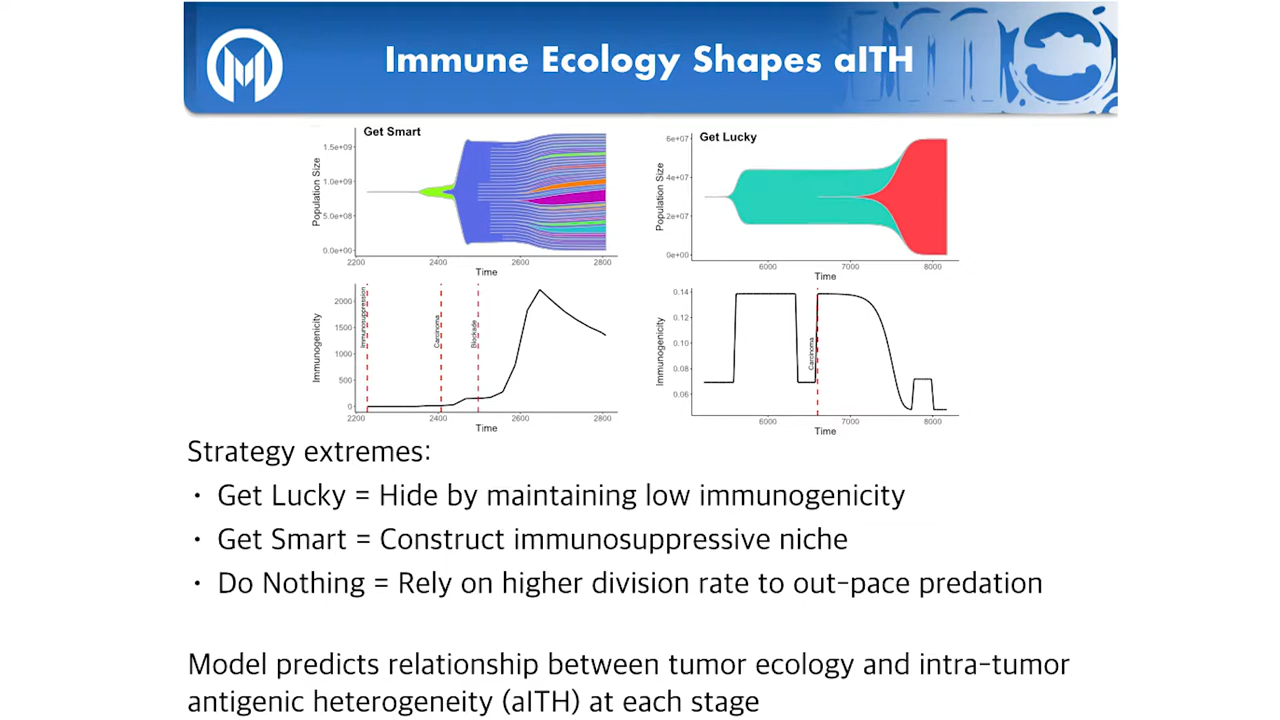 Immune Ecology Shapes aITH
Get Smart
Population Size
1.5e+09
1.0e+09
5.0e+08
0.0e+00
2200 2400 2600 2800
Time
Get Lucky
Population Size
6e+07
4e+07
2e+07
0e+00
6000 7000 8000
Time
Immunogenicity
2000
1500
1000
500
0
Immunosuppression
Carcinoma
Blockade
2200 2400 2600 2800
Time
Immunogenicity
0.14
0.12
0.10
0.08
0.06
Carcinoma
6000 7000 8000
Time
Strategy extremes:
• Get Lucky = Hide by maintaining low immunogenicity
• Get Smart = Construct immunosuppressive niche
• Do Nothing = Rely on higher division rate to out-pace predation
Model predicts relationship between tumor ecology and intra-tumor
antigenic heterogeneity (aITH) at each stage